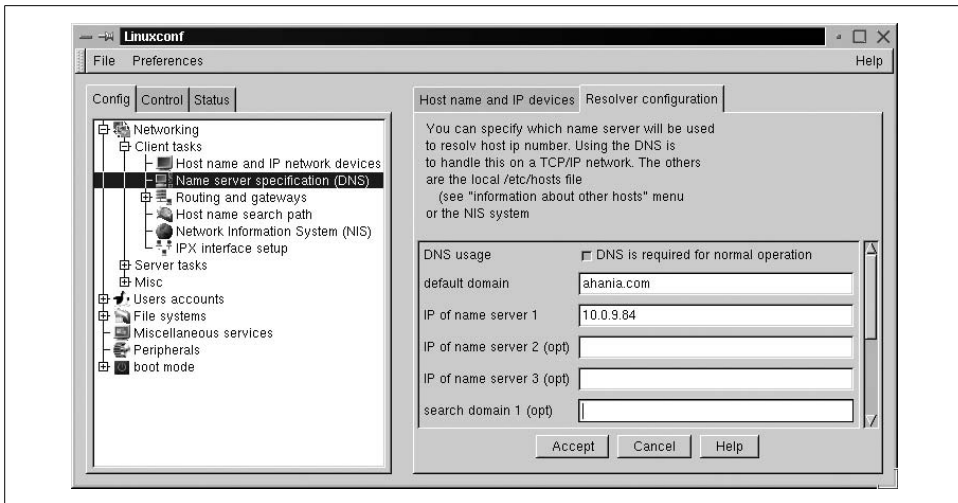 Linuxconf
File Preferences Help
Config Control Status
Networking
Client tasks
Host name and IP network devices
Name server specification (DNS)
Routing and gateways
Host name search path
Network Information System (NIS)
IPX interface setup
Server tasks
Misc
Users accounts
File systems
Miscellaneous services
Peripherals
boot mode
Host name and IP devices Resolver configuration
You can specify which name server will be used
to resolv host ip number. Using the DNS is
to handle this on a TCP/IP network. The others
are the local /etc/hosts file
(see "information about other hosts" menu
or the NIS system
DNS usage DNS is required for normal operation
default domain ahania.com
IP of name server 1 10.0.9.84
IP of name server 2 (opt)
IP of name server 3 (opt)
search domain 1 (opt)
Accept Cancel Help